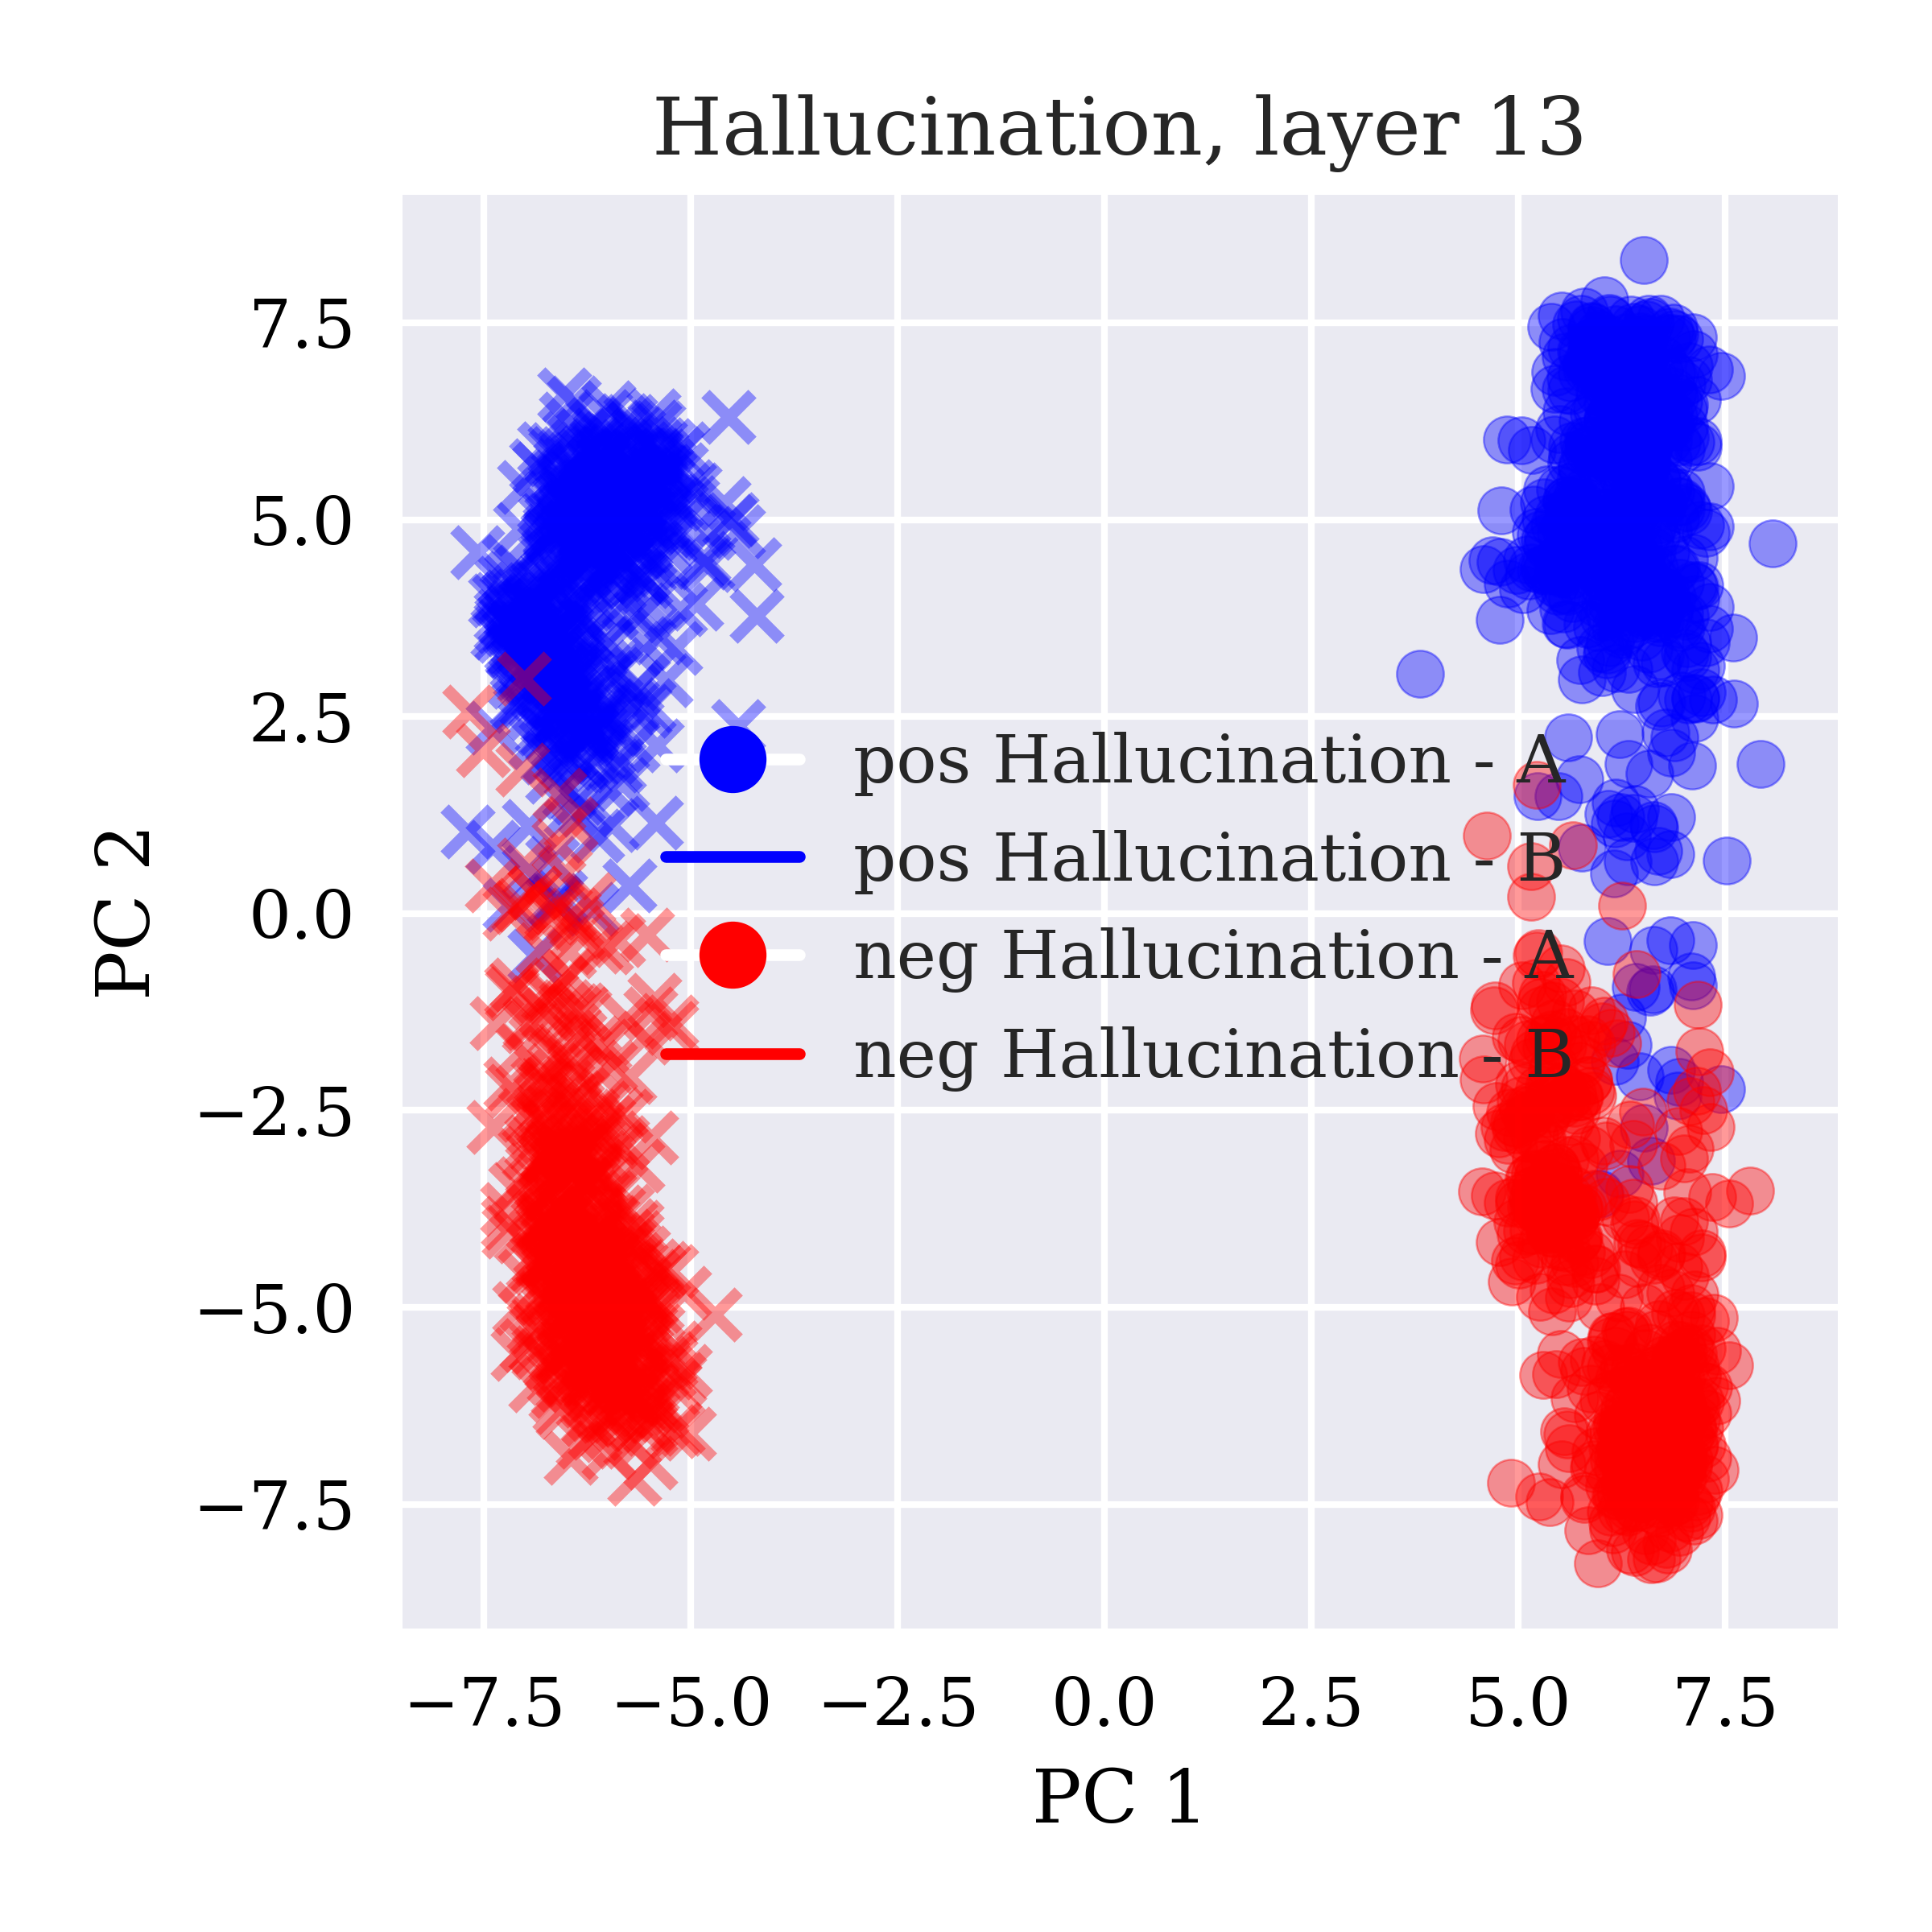 Hallucination, layer 13
7.5
5.0
2.5
0.0
−2.5
−5.0
−7.5
PC 2
pos Hallucination - A
pos Hallucination - B
neg Hallucination - A
neg Hallucination - B
−7.5 −5.0 −2.5 0.0 2.5 5.0 7.5
PC 1